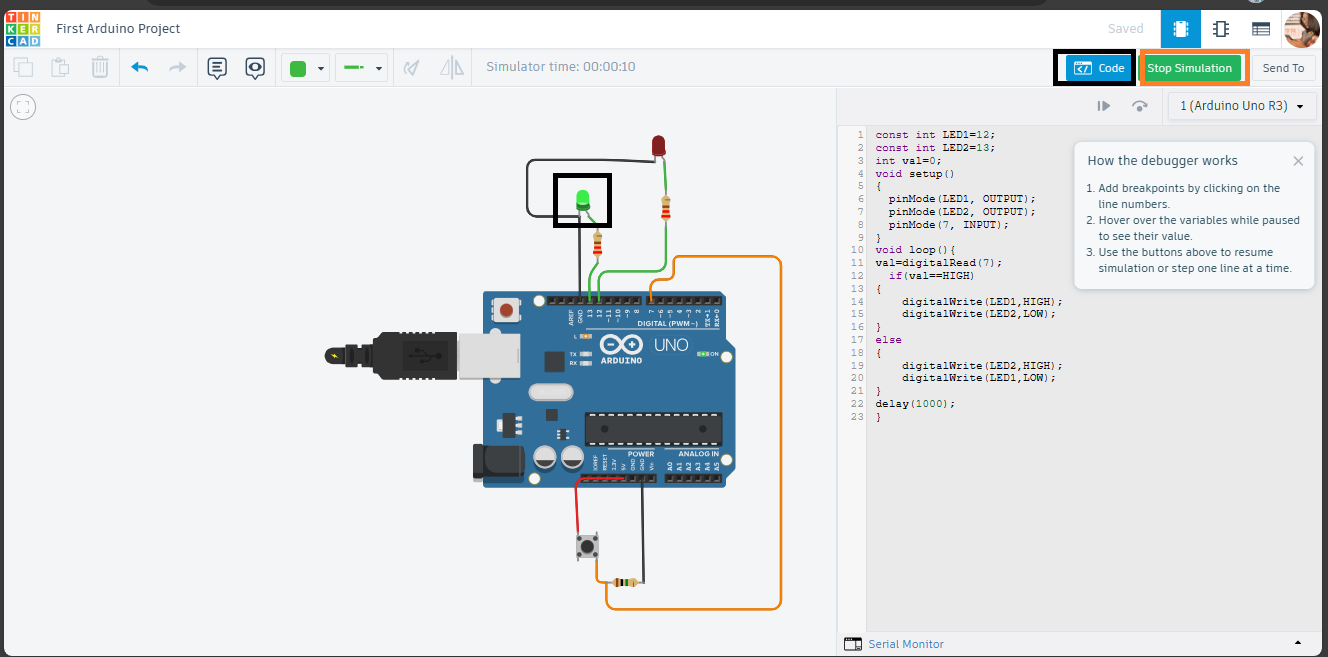 TIN
KER
CAD
First Arduino Project
Saved
Simulator time: 00:00:10
Code
Stop Simulation
Send To
1 (Arduino Uno R3)
1 const int LED1=12;
2 const int LED2=13;
3 int val=0;
4 void setup()
5 {
6 pinMode(LED1, OUTPUT);
7 pinMode(LED2, OUTPUT);
8 pinMode(7, INPUT);
9 }
10 void loop(){
11 val=digitalRead(7);
12 if(val==HIGH)
13 {
14 digitalWrite(LED1,HIGH);
15 digitalWrite(LED2,LOW);
16 }
17 else
18 {
19 digitalWrite(LED2,HIGH);
20 digitalWrite(LED1,LOW);
21 }
22 delay(1000);
23 }
How the debugger works
1. Add breakpoints by clicking on the
line numbers.
2. Hover over the variables while paused
to see their value.
3. Use the buttons above to resume
simulation or step one line at a time.
AREF
GND
13
12
~11
~10
~9
8
7
~6
~5
4
~3
2
TX→1
RX←0
DIGITAL (PWM~)
L
TX
RX
UNO
ARDUINO
ON
POWER
ANALOG IN
IOREF
RESET
3.3V
5V
GND
GND
Vin
A0
A1
A2
A3
A4
A5
Serial Monitor